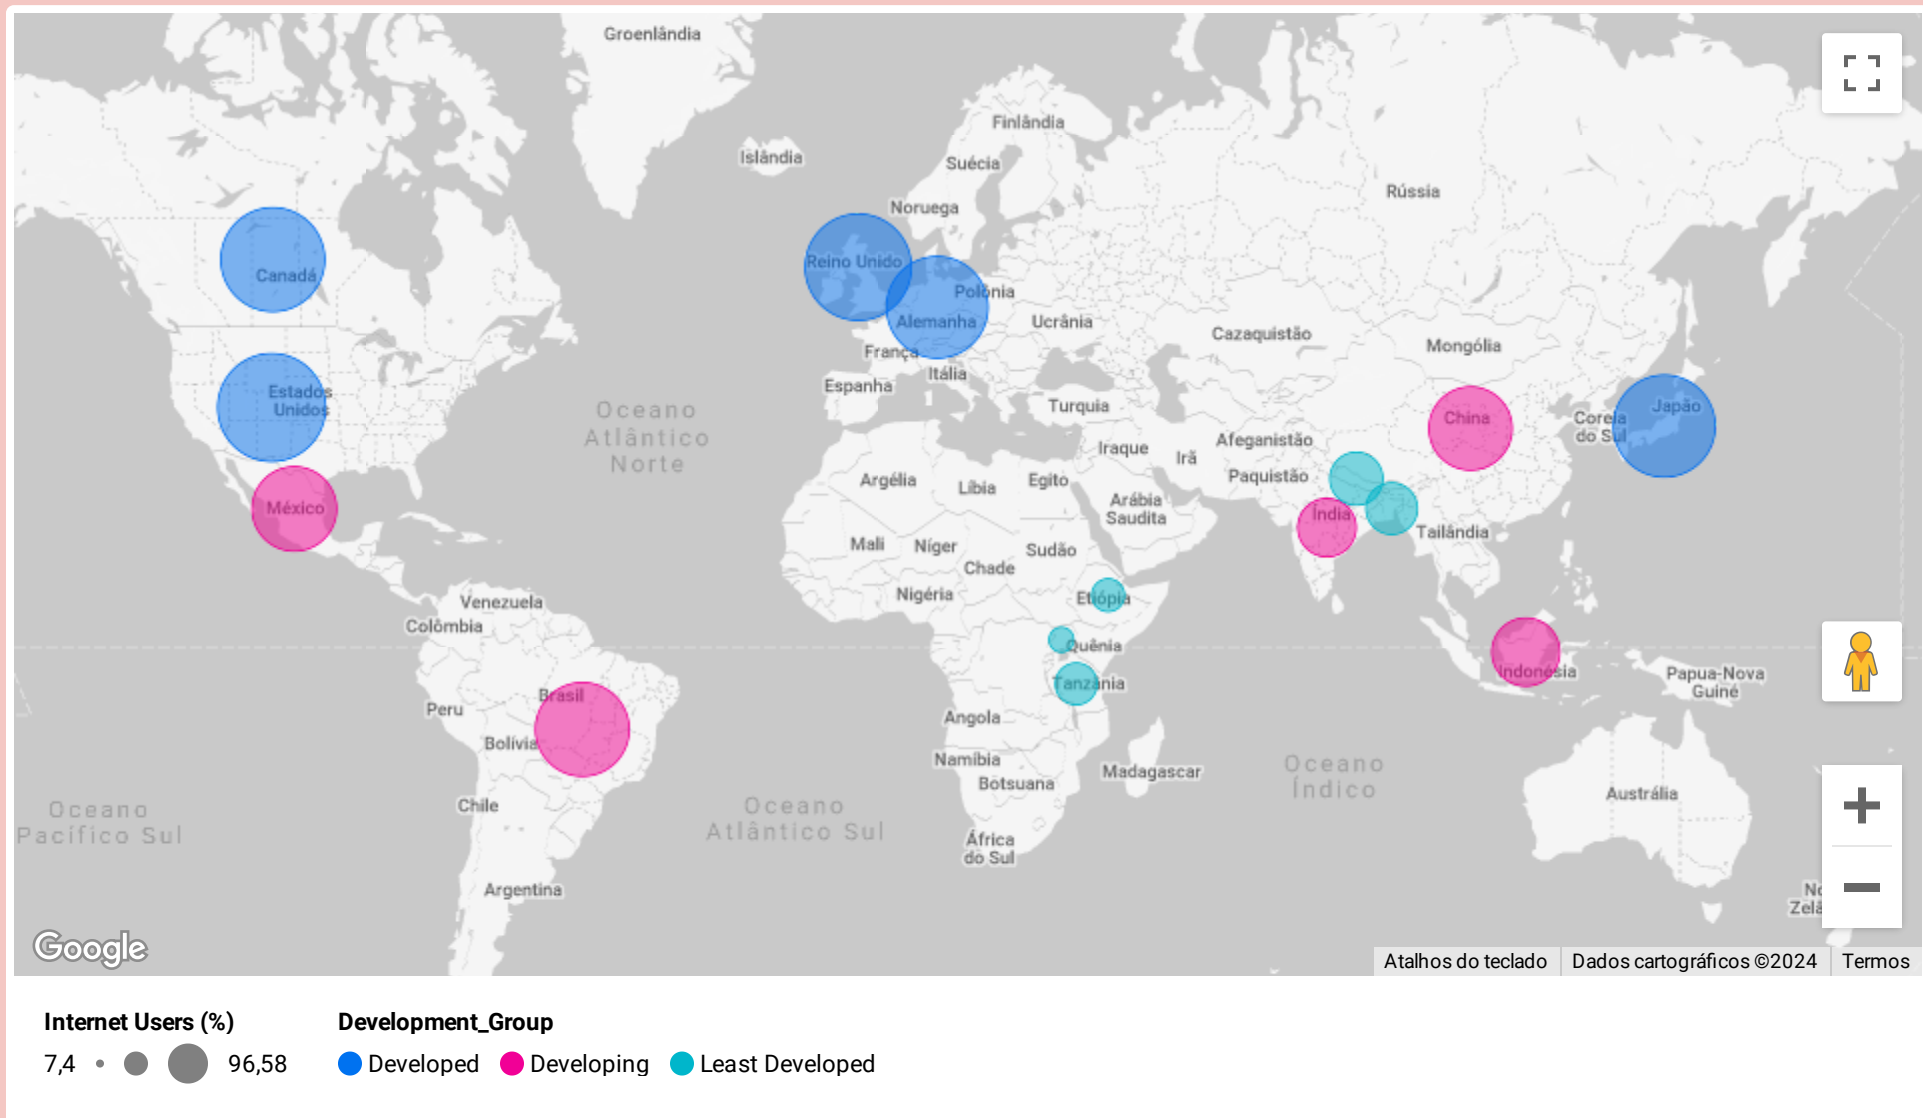 Groenlândia
Finlândia
Islândia
Suécia
Rússia
Noruega
Reino Unido
Canadá
Polônia
Alemanha
Ucrânia
Cazaquistão
Mongólia
França
Itália
Espanha
Estados
Unidos
Turquia
Japão
China
Coreia
do Sul
Oceano
Atlântico
Norte
Afeganistão
Iraque
Irã
Paquistão
Argélia
Líbia
Egito
Arábia
Saudita
México
Índia
Tailândia
Mali
Níger
Sudão
Chade
Nigéria
Etiópia
Venezuela
Colômbia
Quênia
Indonésia
Papua-Nova
Guiné
Tanzânia
Brasil
Peru
Angola
Bolívia
Namíbia
Botsuana
Madagascar
Oceano
Índico
Austrália
Chile
Oceano
Pacífico Sul
Oceano
Atlântico Sul
África
do Sul
Argentina
Google
Atalhos do teclado
Dados cartográficos ©2024
Termos
Internet Users (%)
7,4 96,58
Development_Group
Developed Developing Least Developed